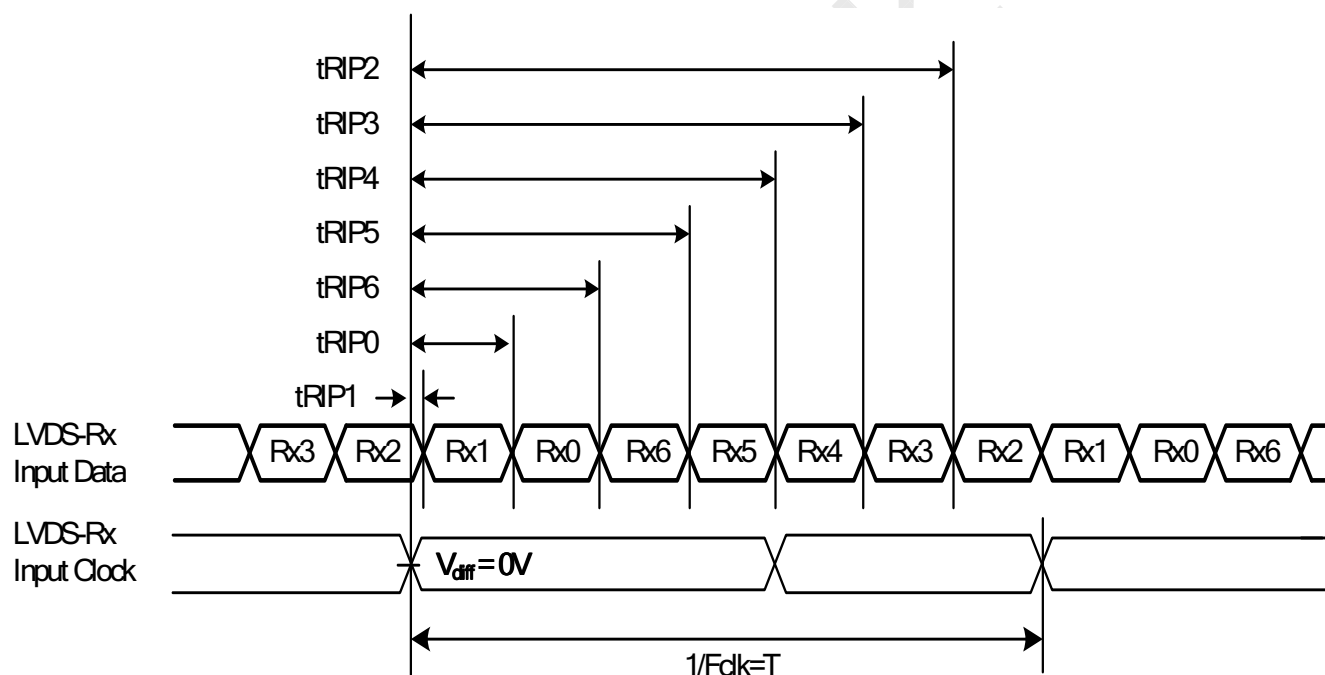 tRIP2
tRIP3
tRIP4
tRIP5
tRIP6
tRIP0
tRIP1
LVDS-Rx
Input Data
Rx3 Rx2 Rx1 Rx0 Rx6 Rx5 Rx4 Rx3 Rx2 Rx1 Rx0 Rx6
LVDS-Rx
Input Clock
Vdiff = 0V
1/Fclk=T